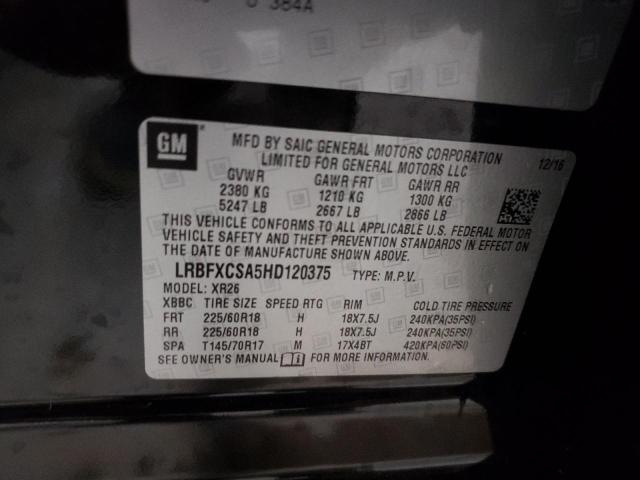 384A
GM
MFD BY SAIC GENERAL MOTORS CORPORATION
LIMITED FOR GENERAL MOTORS LLC
12/16
GVWR GAWR FRT GAWR RR
2380 KG 1210 KG 1300 KG
5247 LB 2667 LB 2866 LB
THIS VEHICLE CONFORMS TO ALL APPLICABLE U.S. FEDERAL MOTOR
VEHICLE SAFETY AND THEFT PREVENTION STANDARDS IN EFFECT ON
THE DATE OF MANUFACTURE SHOWN ABOVE.
LRBFXCSA5HD120375 TYPE: M.P.V.
MODEL: XR26
XBBC TIRE SIZE SPEED RTG RIM COLD TIRE PRESSURE
FRT 225/60R18 H 18X7.5J 240KPA(35PSI)
RR 225/60R18 H 18X7.5J 240KPA(35PSI)
SPA T145/70R17 M 17X4BT 420KPA(60PSI)
SEE OWNER'S MANUAL FOR MORE INFORMATION.